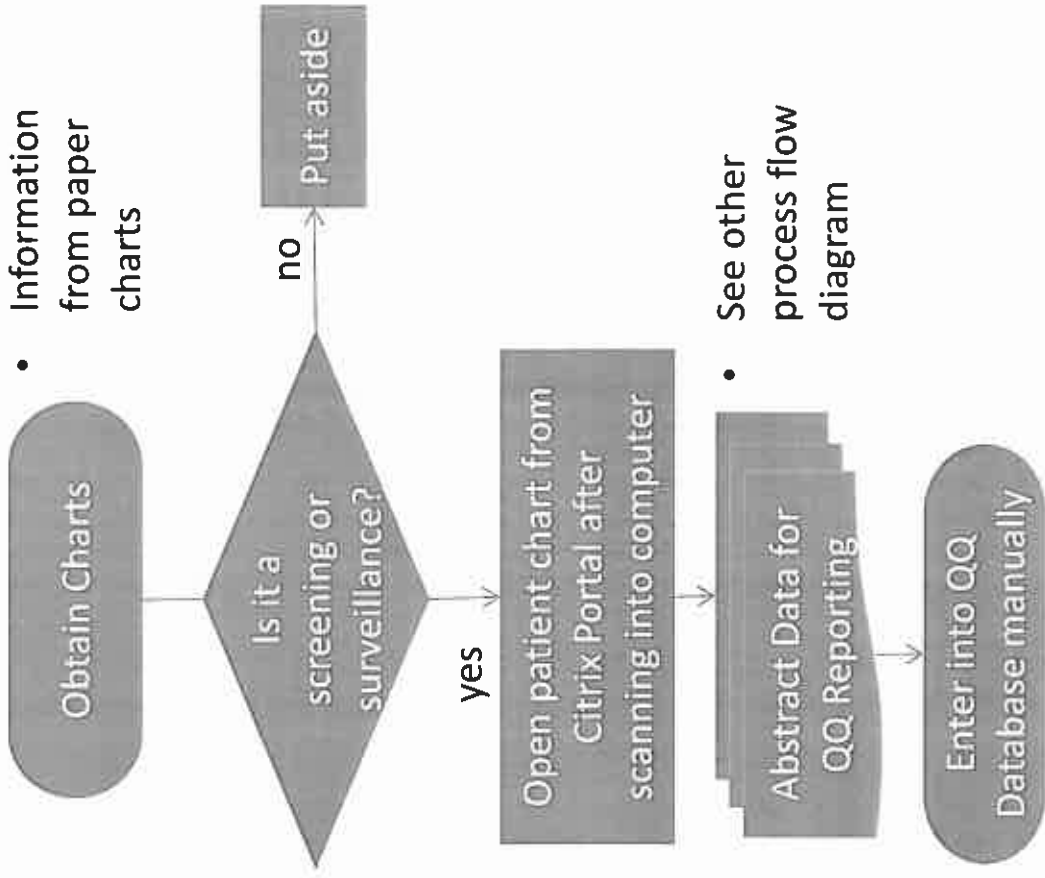 Obtain Charts
• Information
from paper
charts
Is it a
screening or
surveillance?
no
Put aside
yes
Open patient chart from
Citrix Portal after
scanning into computer
Abstract Data for
QQ Reporting
• See other
process flow
diagram
Enter into QQ
Database manually